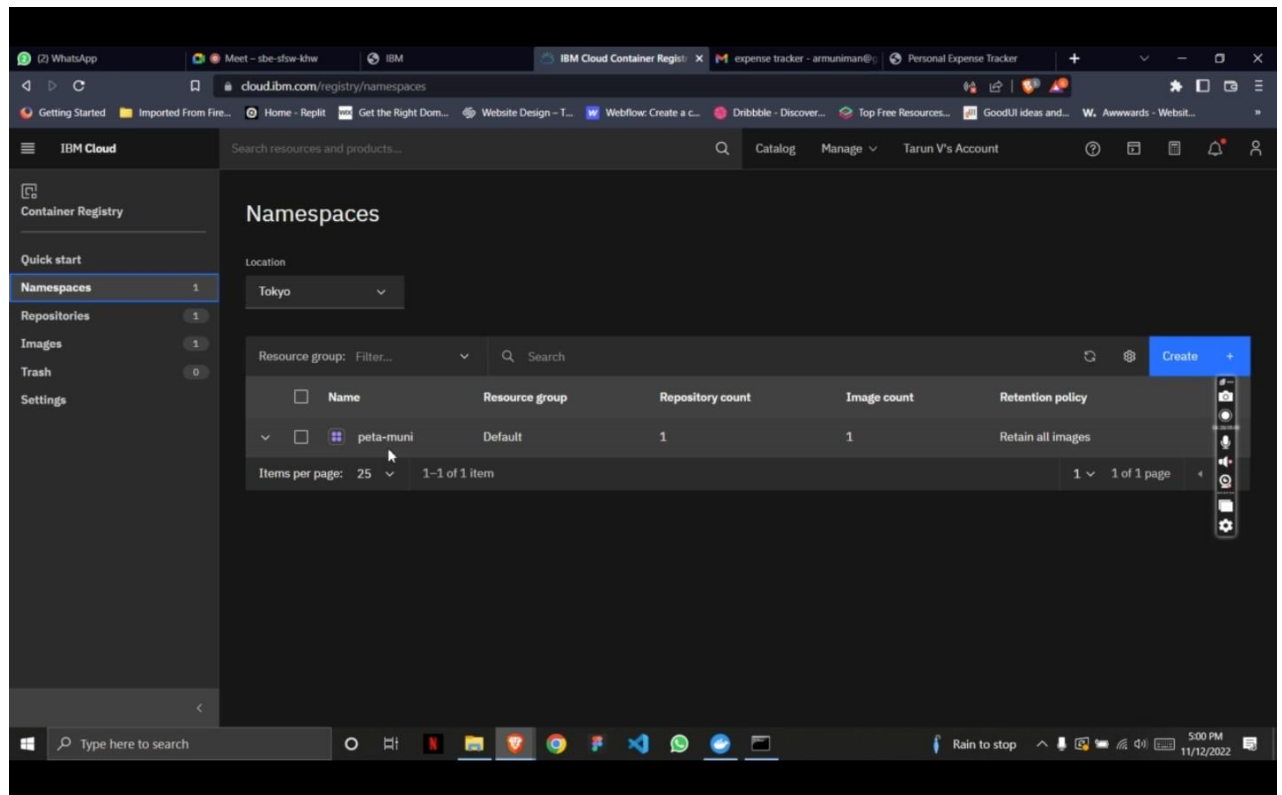 (2) WhatsApp
Meet – sbe-sfsw-khw
IBM
IBM Cloud Container Regist
expense tracker - armuniman@g
Personal Expense Tracker
cloud.ibm.com/registry/namespaces
Getting Started
Imported From Fire...
Home - Replit
Get the Right Dom...
Website Design – T...
Webflow: Create a c...
Dribbble - Discover...
Top Free Resources...
GoodUI ideas and...
W. Awwwards - Websit...
IBM Cloud
Search resources and products...
Catalog
Manage
Tarun V's Account
Container Registry
Namespaces
Quick start
Location
Namespaces 1
Tokyo
Repositories 1
Images 1
Resource group: Filter...
Search
Create +
Trash 0
Settings
Name Resource group Repository count Image count Retention policy
peta-muni Default 1 1 Retain all images
Items per page: 25 1–1 of 1 item 1 1 of 1 page
Type here to search
Rain to stop
5:00 PM
11/12/2022